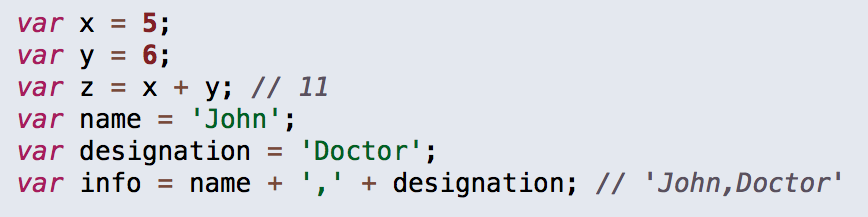 var x = 5;
var y = 6;
var z = x + y; // 11
var name = 'John';
var designation = 'Doctor';
var info = name + ',' + designation; // 'John,Doctor'